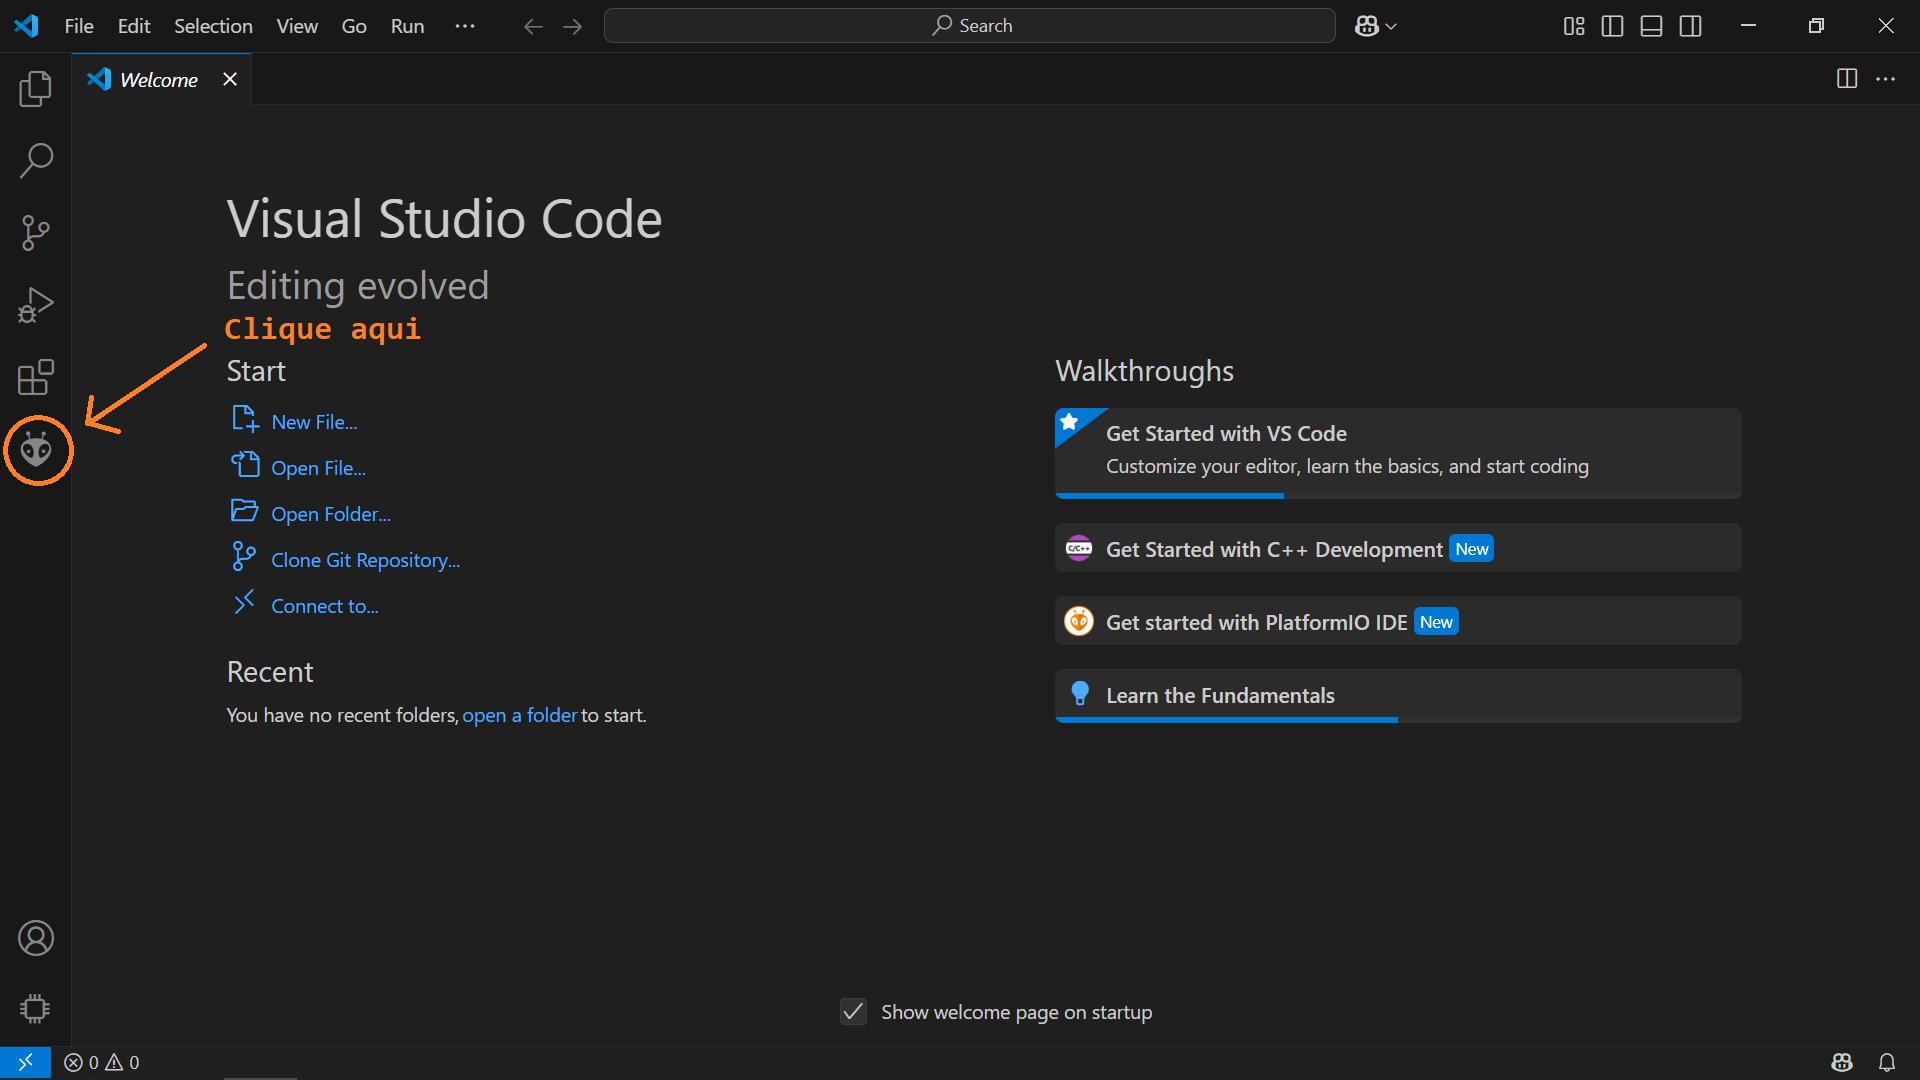 File Edit Selection View Go Run ··· Search
Welcome
Visual Studio Code
Editing evolved
Clique aqui
Start
New File...
Open File...
Open Folder...
Clone Git Repository...
Connect to...
Recent
You have no recent folders, open a folder to start.
Walkthroughs
Get Started with VS Code
Customize your editor, learn the basics, and start coding
C/C++ Get Started with C++ Development New
Get started with PlatformIO IDE New
Learn the Fundamentals
Show welcome page on startup
0 0